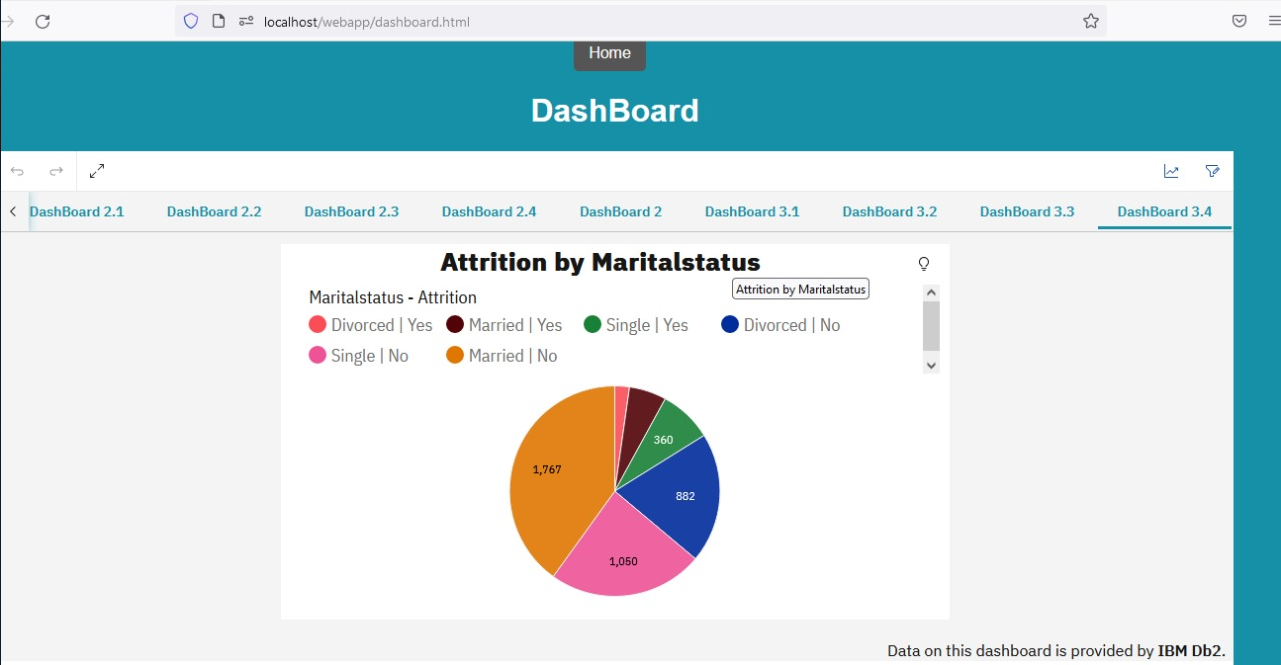 localhost/webapp/dashboard.html
Home
DashBoard
DashBoard 2.1 DashBoard 2.2 DashBoard 2.3 DashBoard 2.4 DashBoard 2 DashBoard 3.1 DashBoard 3.2 DashBoard 3.3 DashBoard 3.4
Attrition by Maritalstatus
Attrition by Maritalstatus
Maritalstatus - Attrition
Divorced | Yes Married | Yes Single | Yes Divorced | No
Single | No Married | No
360
1,767
882
1,050
Data on this dashboard is provided by IBM Db2.